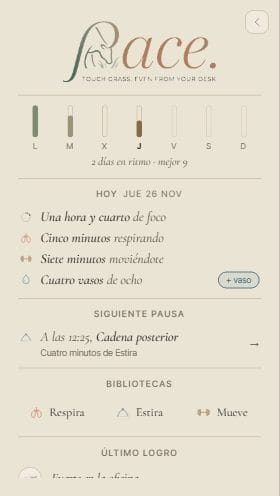 Pace.
TOUCH GRASS, EVEN FROM YOUR DESK
L M X J V S D
2 días en ritmo · mejor 9
HOY JUE 26 NOV
Una hora y cuarto de foco
Cinco minutos respirando
Siete minutos moviéndote
Cuatro vasos de ocho
+ vaso
SIGUIENTE PAUSA
A las 12:25, Cadena posterior
Cuatro minutos de Estira
→
BIBLIOTECAS
Respira Estira Mueve
ÚLTIMO LOGRO